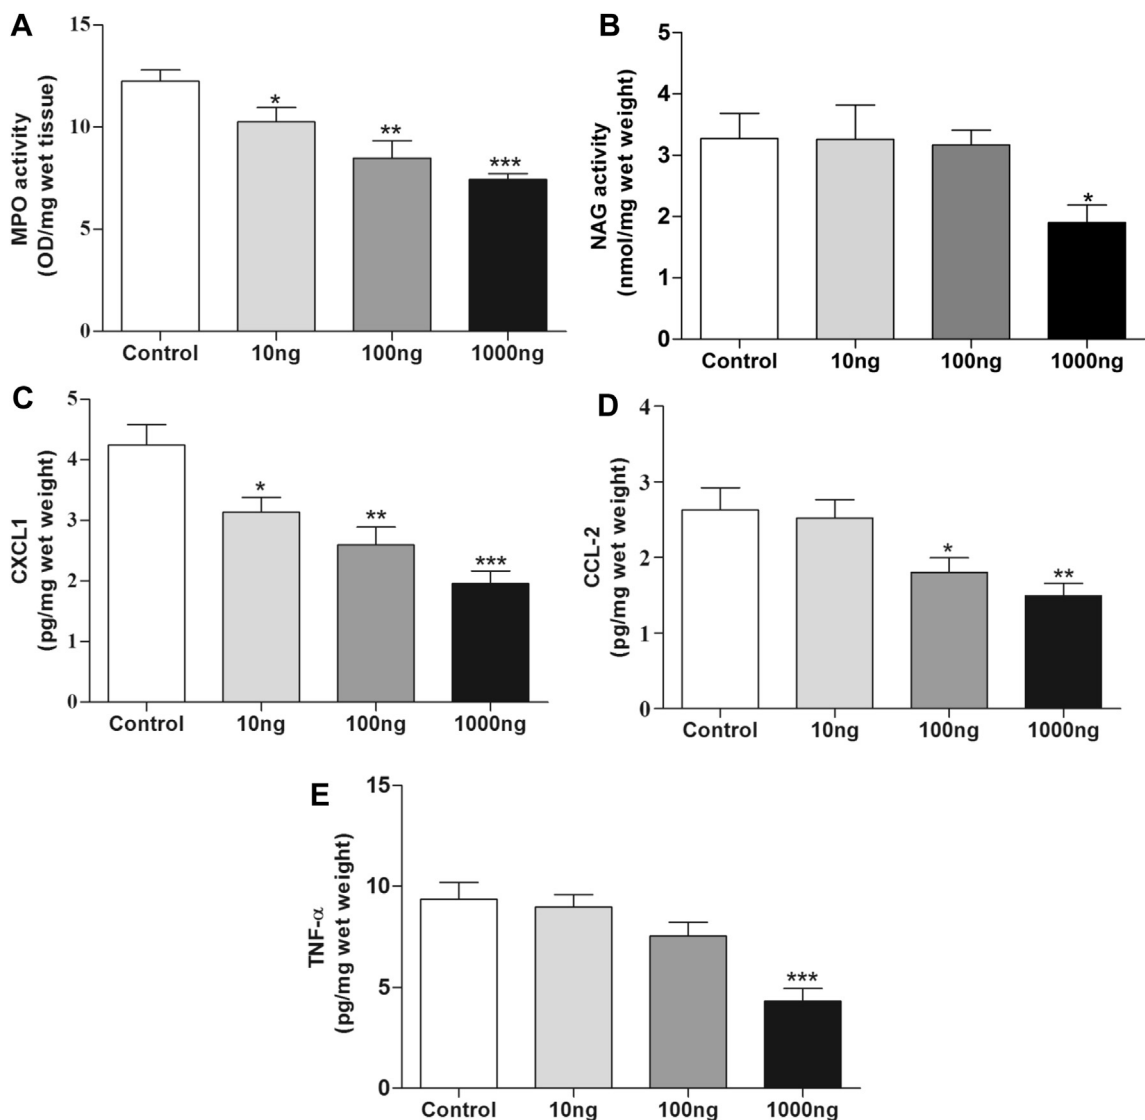 A
MPO activity
(OD/mg wet tissue)
15
10
5
0
*
**
***
Control 10ng 100ng 1000ng
B
NAG activity
(nmol/mg wet weight)
5
4
3
2
1
0
*
Control 10ng 100ng 1000ng
C
CXCL1
(pg/mg wet weight)
5
4
3
2
1
0
*
**
***
Control 10ng 100ng 1000ng
D
CCL-2
(pg/mg wet weight)
4
3
2
1
0
*
**
Control 10ng 100ng 1000ng
E
TNF-α
(pg/mg wet weight)
15
10
5
0
***
Control 10ng 100ng 1000ng